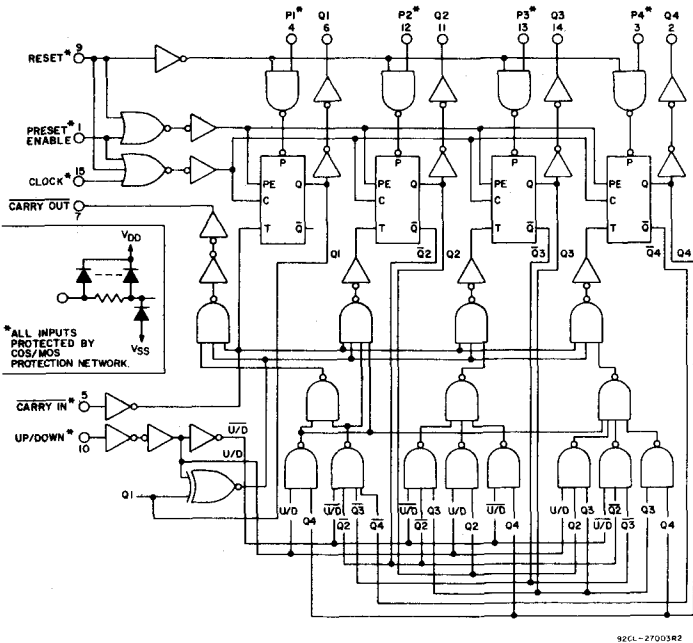 P1* Q1 P2* Q2 P3* Q3 P4* Q4
4 6 12 11 13 14 3 2
RESET* 9
PRESET* 1
ENABLE
CLOCK* 15
P P P P
PE Q PE Q PE Q PE Q
C C C C
CARRY OUT
7
T Q̅ T Q̅ T Q̅ T Q̅
Q1 Q̅2 Q2 Q̅3 Q3 Q̅4 Q4
VDD
VSS
*ALL INPUTS
PROTECTED BY
COS/MOS
PROTECTION NETWORK.
CARRY IN* 5
UP/DOWN* 10
U̅/̅D̅
U/D
Q1
U/D Q4 U̅/̅D̅ Q̅2 Q̅3 Q̅4 U̅/̅D̅ Q̅2 Q3 U/D Q2 U̅/̅D̅ Q4 U/D Q2 Q3 U̅/̅D̅ Q̅2 Q̅3 Q3 Q4
92CL-27003R2